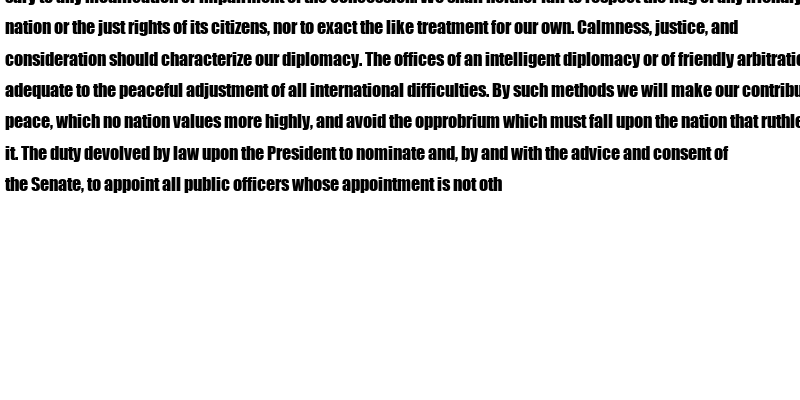 nation or the just rights of its citizens, nor to exact the like treatment for our own. Calmness, justice, and
consideration should characterize our diplomacy. The offices of an intelligent diplomacy or of friendly
adequate to the peaceful adjustment of all international difficulties. By such methods we will make our
peace, which no nation values more highly, and avoid the opprobrium which must fall upon the nation that
it. The duty devolved by law upon the President to nominate and, by and with the advice and consent of
the Senate, to appoint all public officers whose appointment is not oth